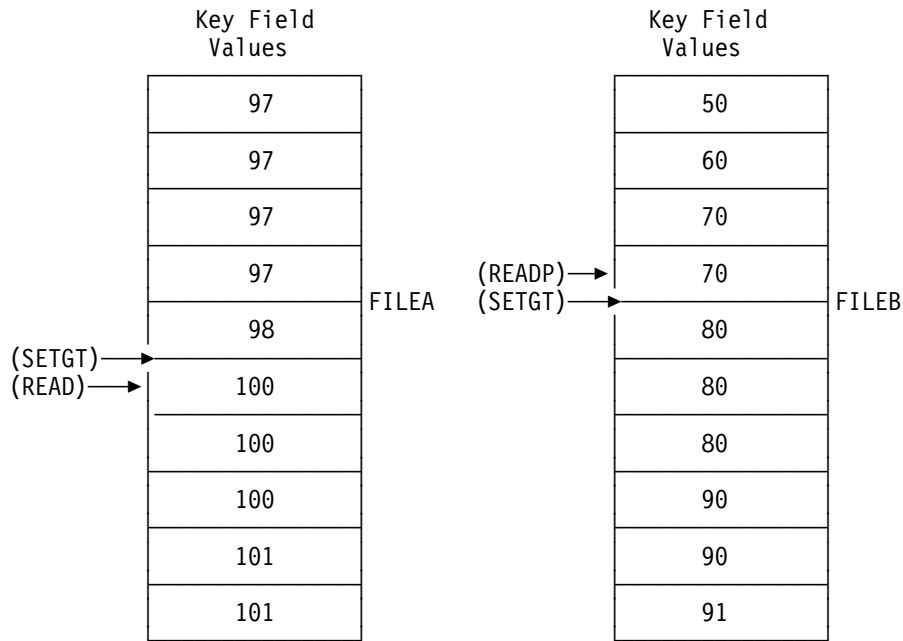 Key Field Values
97
97
97
97
98
100
100
100
101
101
FILEA
(SETGT)
(READ)
Key Field Values
50
60
70
70
80
80
80
90
90
91
FILEB
(READP)
(SETGT)